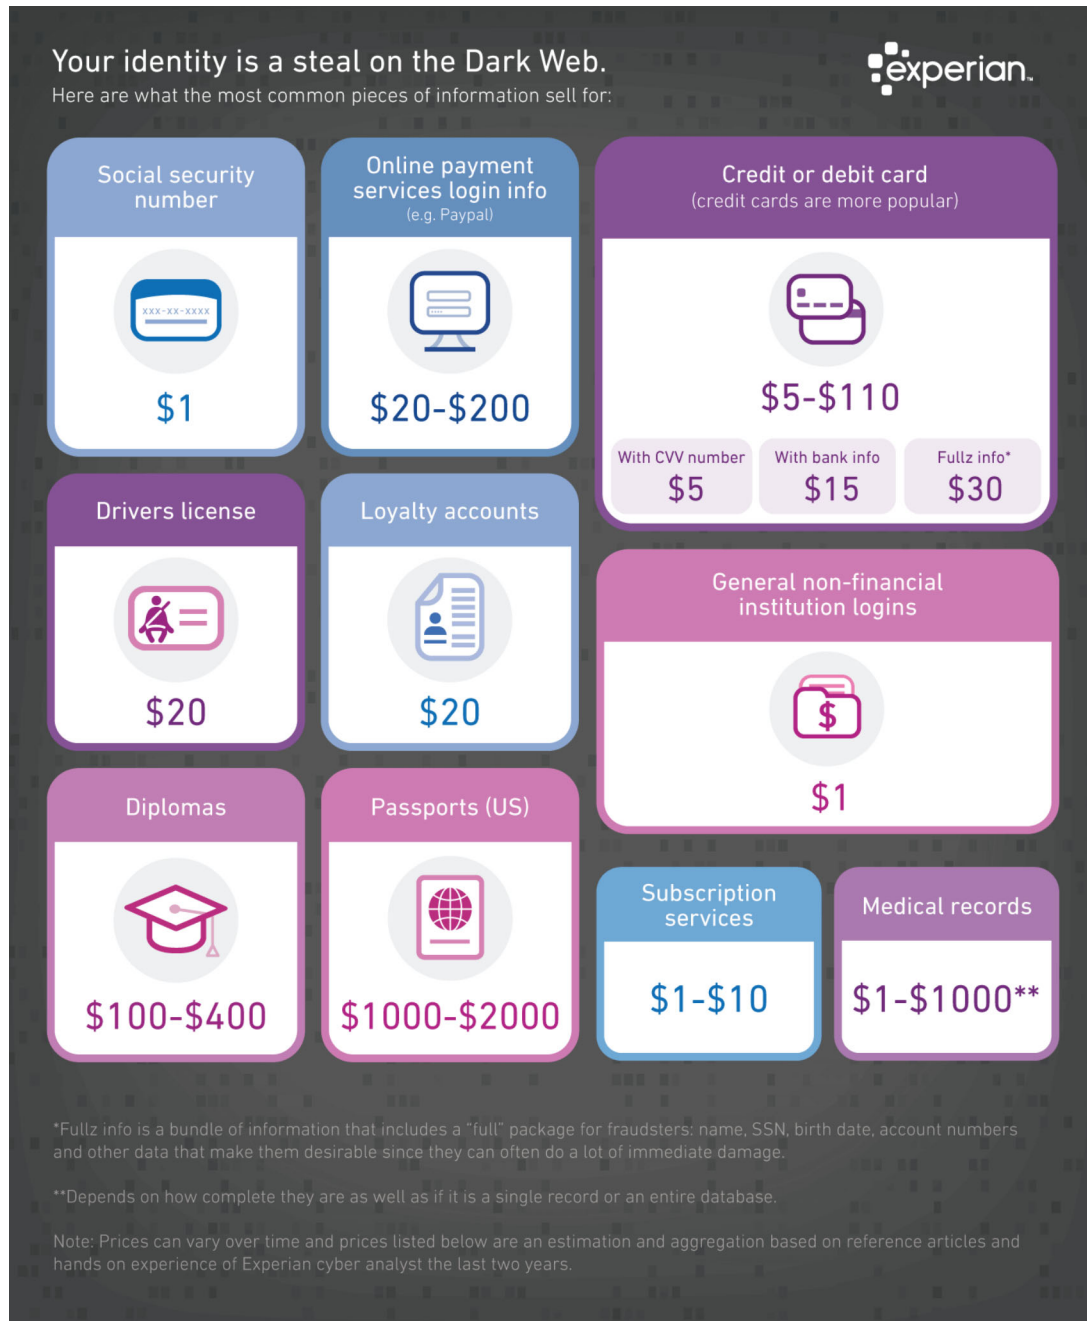 Your identity is a steal on the Dark Web.
Here are what the most common pieces of information sell for:
experian™
Social security
number
xxx-xx-xxxx
$1
Online payment
services login info
(e.g. Paypal)
$20-$200
Credit or debit card
(credit cards are more popular)
$5-$110
With CVV number
$5
With bank info
$15
Fullz info*
$30
Drivers license
$20
Loyalty accounts
$20
General non-financial
institution logins
$
$1
Diplomas
$100-$400
Passports (US)
$1000-$2000
Subscription
services
$1-$10
Medical records
$1-$1000**
*Fullz info is a bundle of information that includes a “full” package for fraudsters: name, SSN, birth date, account numbers
and other data that make them desirable since they can often do a lot of immediate damage.
**Depends on how complete they are as well as if it is a single record or an entire database.
Note: Prices can vary over time and prices listed below are an estimation and aggregation based on reference articles and
hands on experience of Experian cyber analyst the last two years.